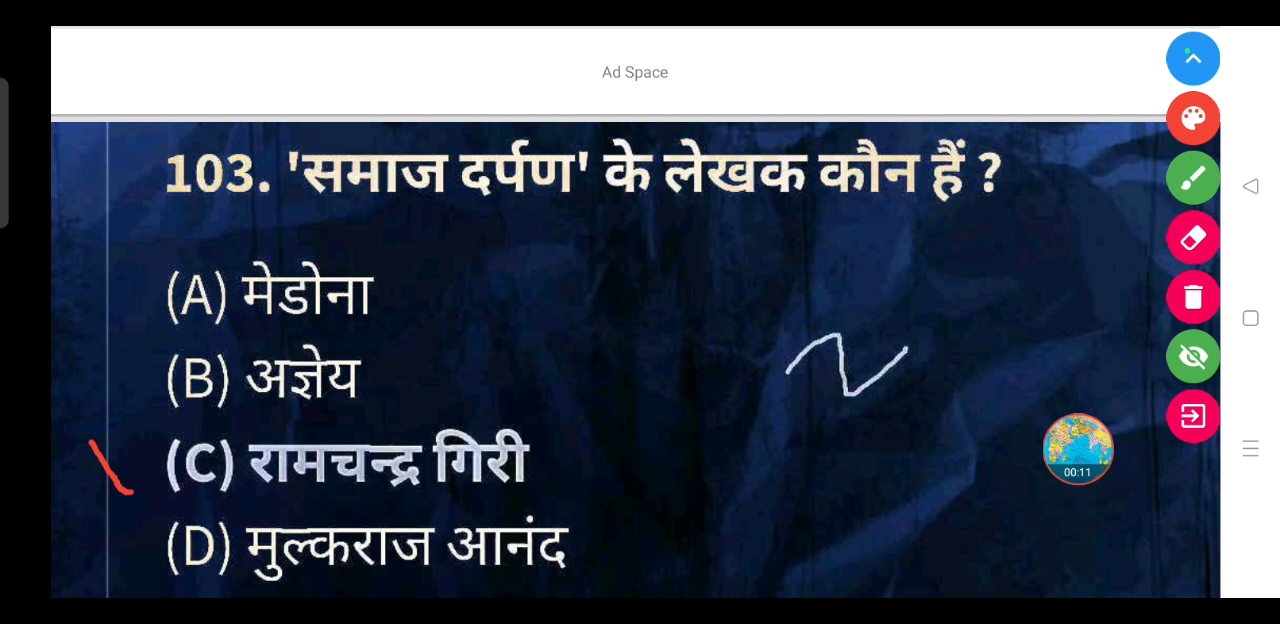 Ad Space
103. 'समाज दर्पण' के लेखक कौन हैं ?
(A) मेडोना
(B) अज्ञेय
(C) रामचन्द्र गिरी
(D) मुल्कराज आनंद
00:11